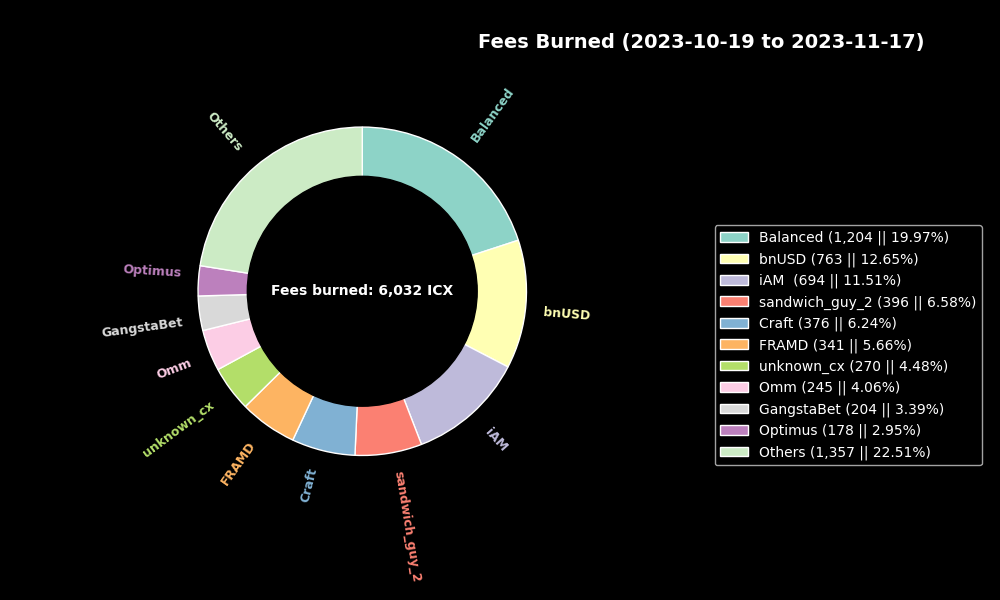 Fees Burned (2023-10-19 to 2023-11-17)
Balanced
Others
Optimus
bnUSD
GangstaBet
Omm
unknown_cx
FRAMD
Craft
sandwich_guy_2
iAM
Fees burned: 6,032 ICX
Balanced (1,204 || 19.97%)
bnUSD (763 || 12.65%)
iAM  (694 || 11.51%)
sandwich_guy_2 (396 || 6.58%)
Craft (376 || 6.24%)
FRAMD (341 || 5.66%)
unknown_cx (270 || 4.48%)
Omm (245 || 4.06%)
GangstaBet (204 || 3.39%)
Optimus (178 || 2.95%)
Others (1,357 || 22.51%)